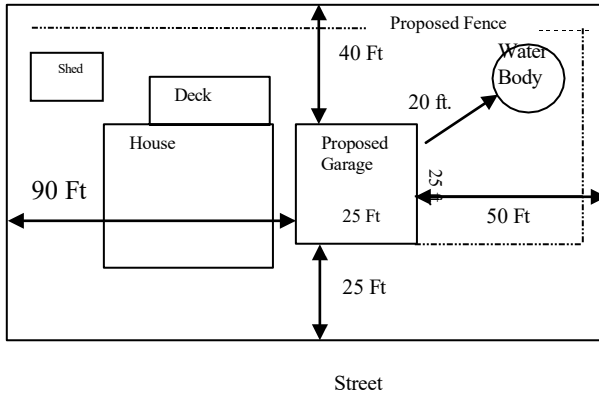 Proposed Fence
Shed
40 Ft
Water
Body
Deck
20 ft.
House
Proposed
Garage
25 ft
90 Ft
25 Ft
50 Ft
25 Ft
Street